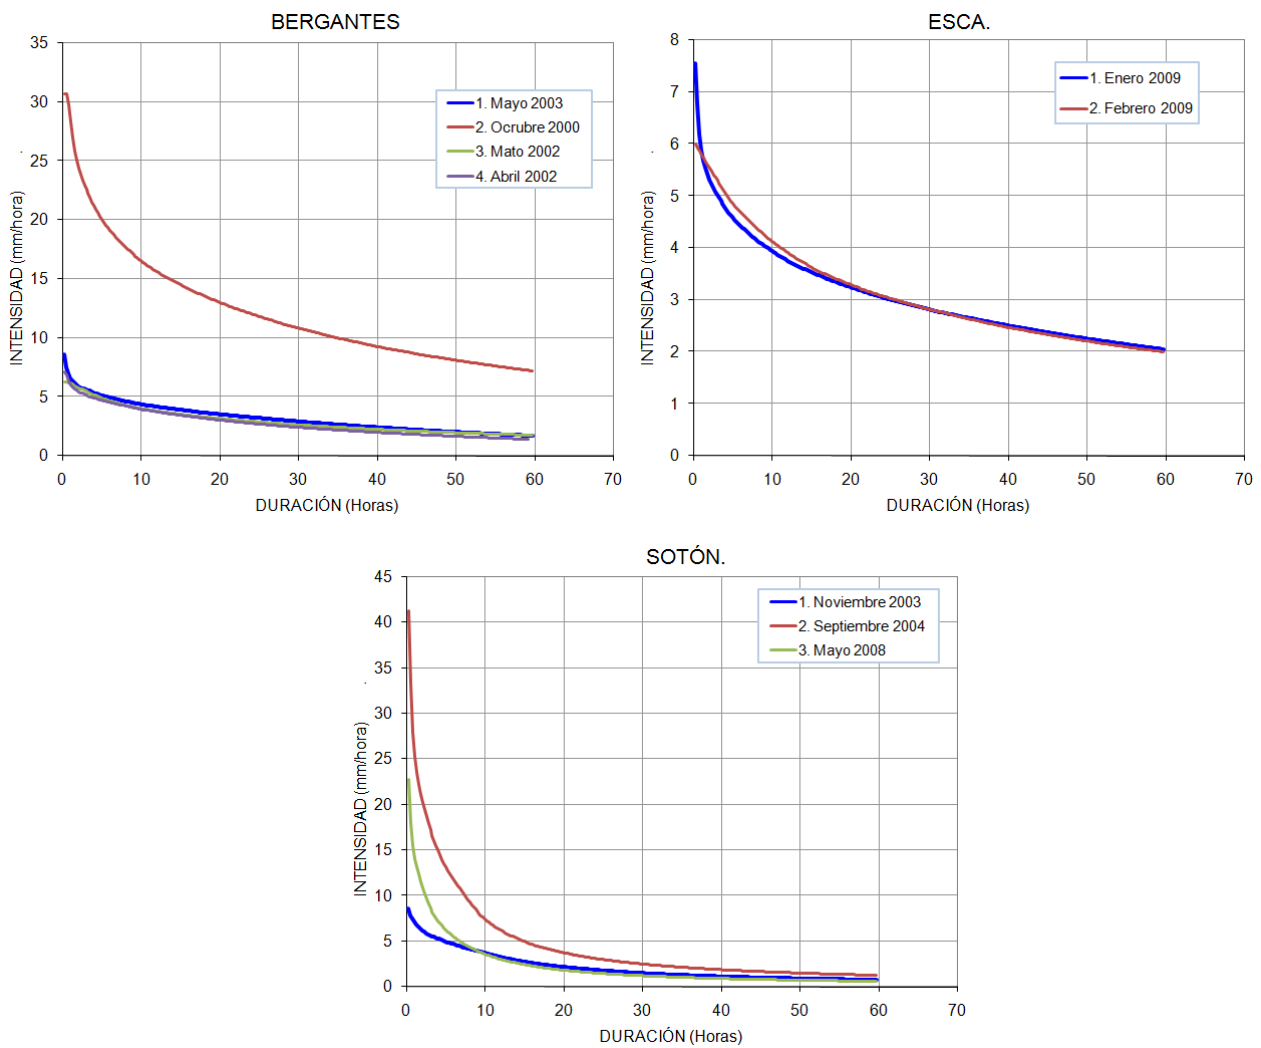 BERGANTES
35
30
25
20
15
10
5
0
0 10 20 30 40 50 60 70
INTENSIDAD (mm/hora)
DURACIÓN (Horas)
1. Mayo 2003
2. Ocrubre 2000
3. Mato 2002
4. Abril 2002
ESCA.
8
7
6
5
4
3
2
1
0
0 10 20 30 40 50 60 70
INTENSIDAD (mm/hora)
DURACIÓN (Horas)
1. Enero 2009
2. Febrero 2009
SOTÓN.
45
40
35
30
25
20
15
10
5
0
0 10 20 30 40 50 60 70
INTENSIDAD (mm/hora)
DURACIÓN (Horas)
1. Noviembre 2003
2. Septiembre 2004
3. Mayo 2008